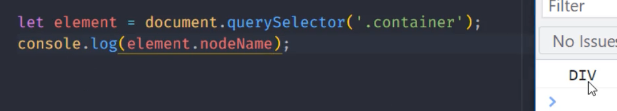 let element = document.querySelector('.container');
console.log(element.nodeName);
Filter
No Issues
DIV